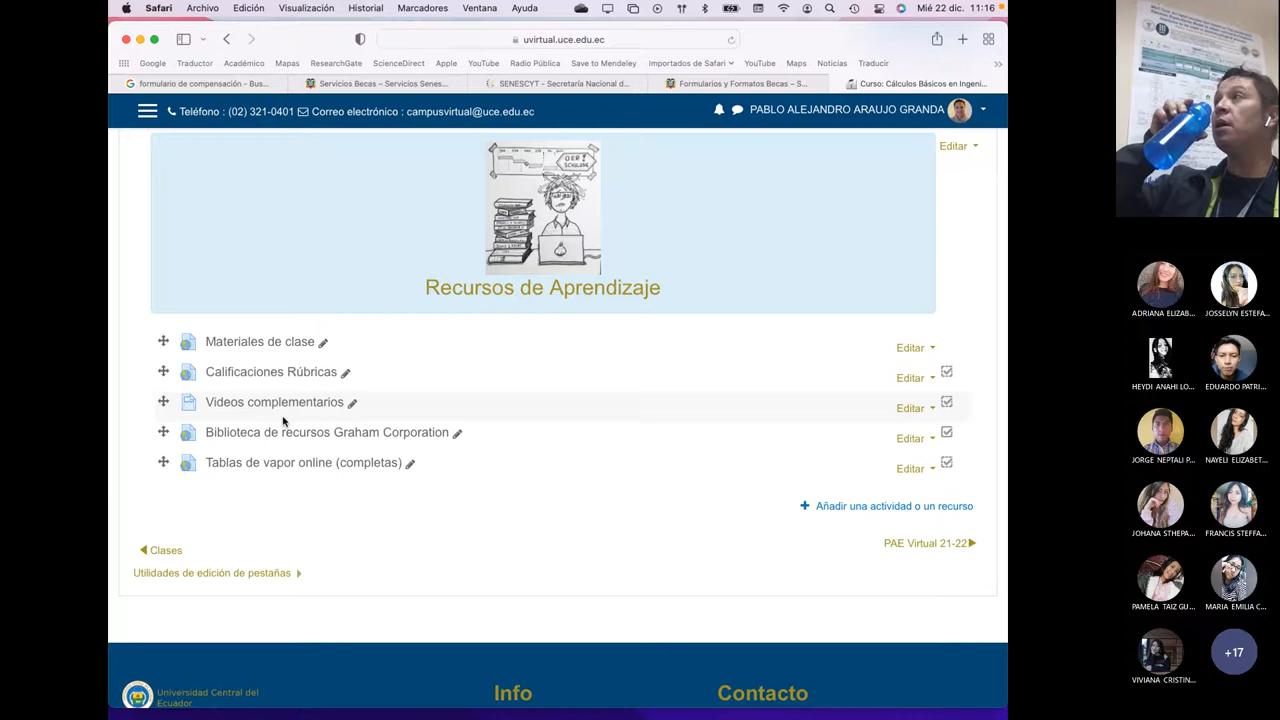 Safari Archivo Edición Visualización Historial Marcadores Ventana Ayuda Mié 22 dic. 11:16
uvirtual.uce.edu.ec
Google Traductor Académico Mapas ResearchGate ScienceDirect Apple YouTube Radio Pública Save to Mendeley Importados de Safari YouTube Maps Noticias Traducir
formulario de compensación – Bus... Servicios Becas – Servicios Senes... SENESCYT – Secretaría Nacional d... Formularios y Formatos Becas – S... Curso: Cálculos Básicos en Ingeni...
Teléfono : (02) 321-0401 Correo electrónico : campusvirtual@uce.edu.ec PABLO ALEJANDRO ARAUJO GRANDA
Editar
DER! SCHULUNG
Recursos de Aprendizaje
Materiales de clase Editar
Calificaciones Rúbricas Editar
Videos complementarios Editar
Biblioteca de recursos Graham Corporation Editar
Tablas de vapor online (completas) Editar
Añadir una actividad o un recurso
Clases PAE Virtual 21-22
Utilidades de edición de pestañas
Universidad Central del
Ecuador
Info Contacto
ADRIANA ELIZAB... JOSSELYN ESTEFA...
HEYDI ANAHI LO... EDUARDO PATRI...
JORGE NEPTALI P... NAYELI ELIZABET...
JOHANA STHEPA... FRANCIS STEFFA...
PAMELA TAIZ GU... MARIA EMILIA C...
VIVIANA CRISTIN... +17